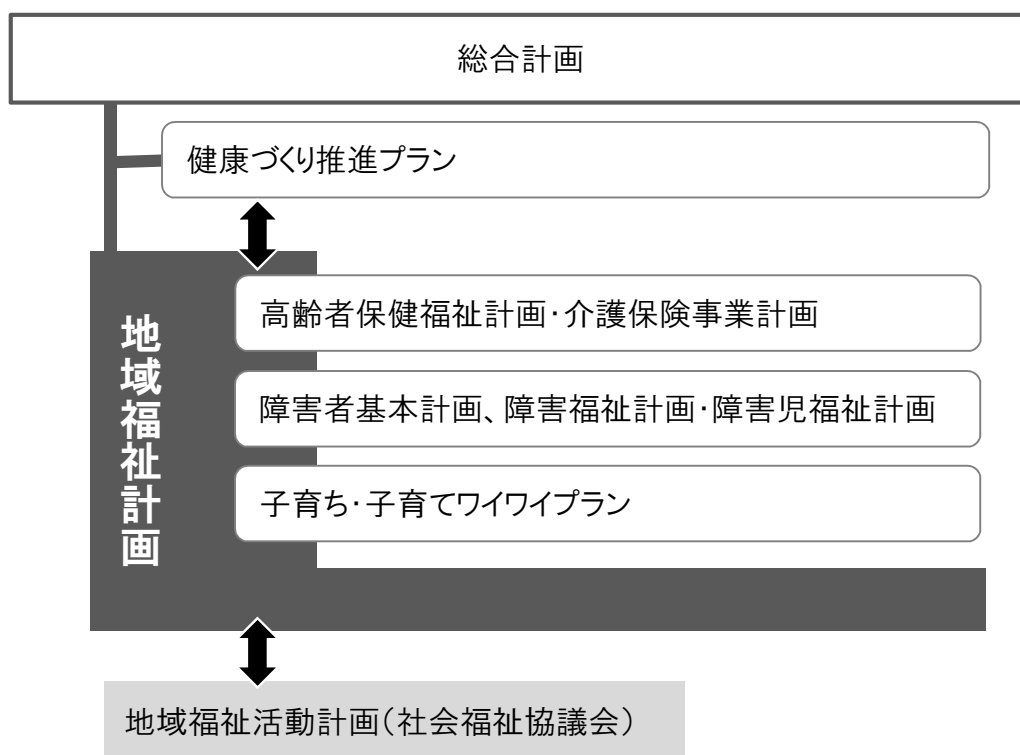 総合計画
健康づくり推進プラン
地域福祉計画
高齢者保健福祉計画・介護保険事業計画
障害者基本計画、障害福祉計画・障害児福祉計画
子育ち・子育てワイワイプラン
地域福祉活動計画（社会福祉協議会）